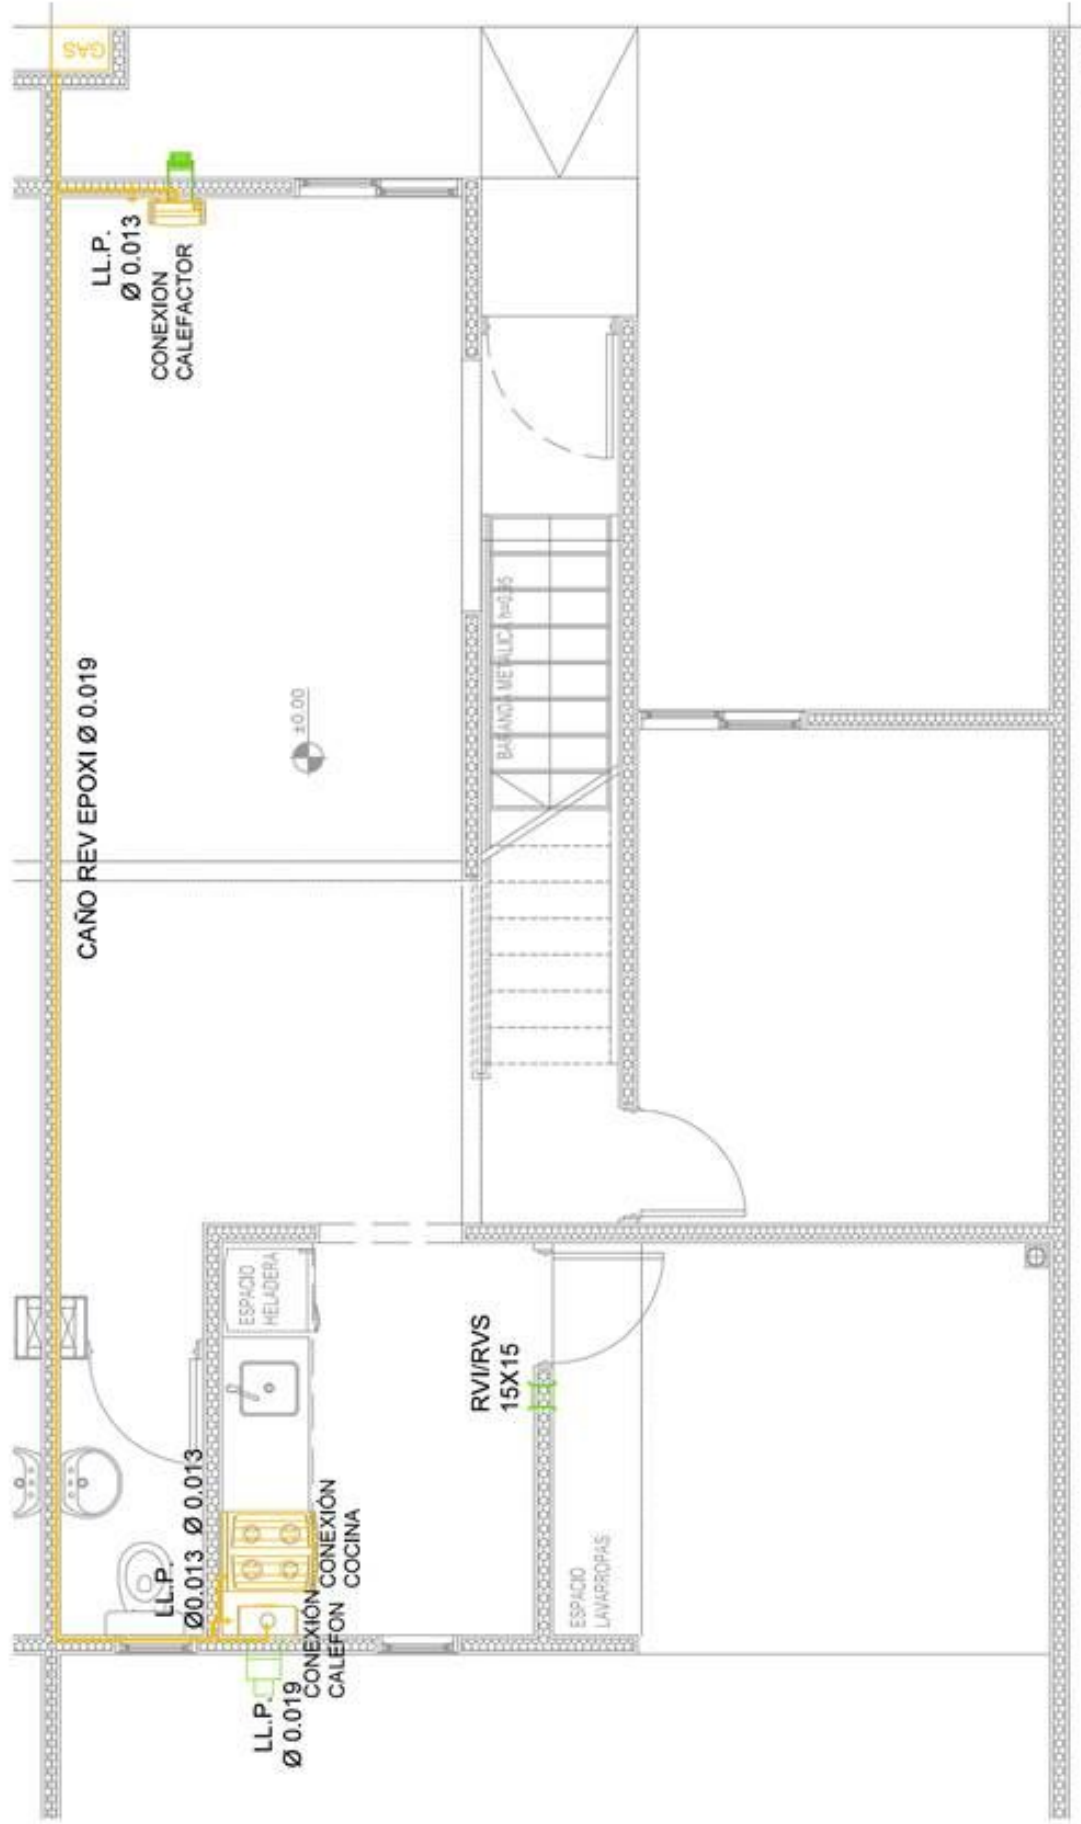 GAS
LL.P.
Ø 0.013
CONEXION
CALEFACTOR
CAÑO REV EPOXI Ø 0.019
±0.00
BARANDA METALICA h=0.95
ESPACIO
HELADERA
RVI/RVS
15X15
LL.P.
Ø0.013 Ø 0.013
CONEXIÓN
COCINA
CONEXIÓN
CALEFON
LL.P.
Ø 0.019
ESPACIO
LAVARROPAS